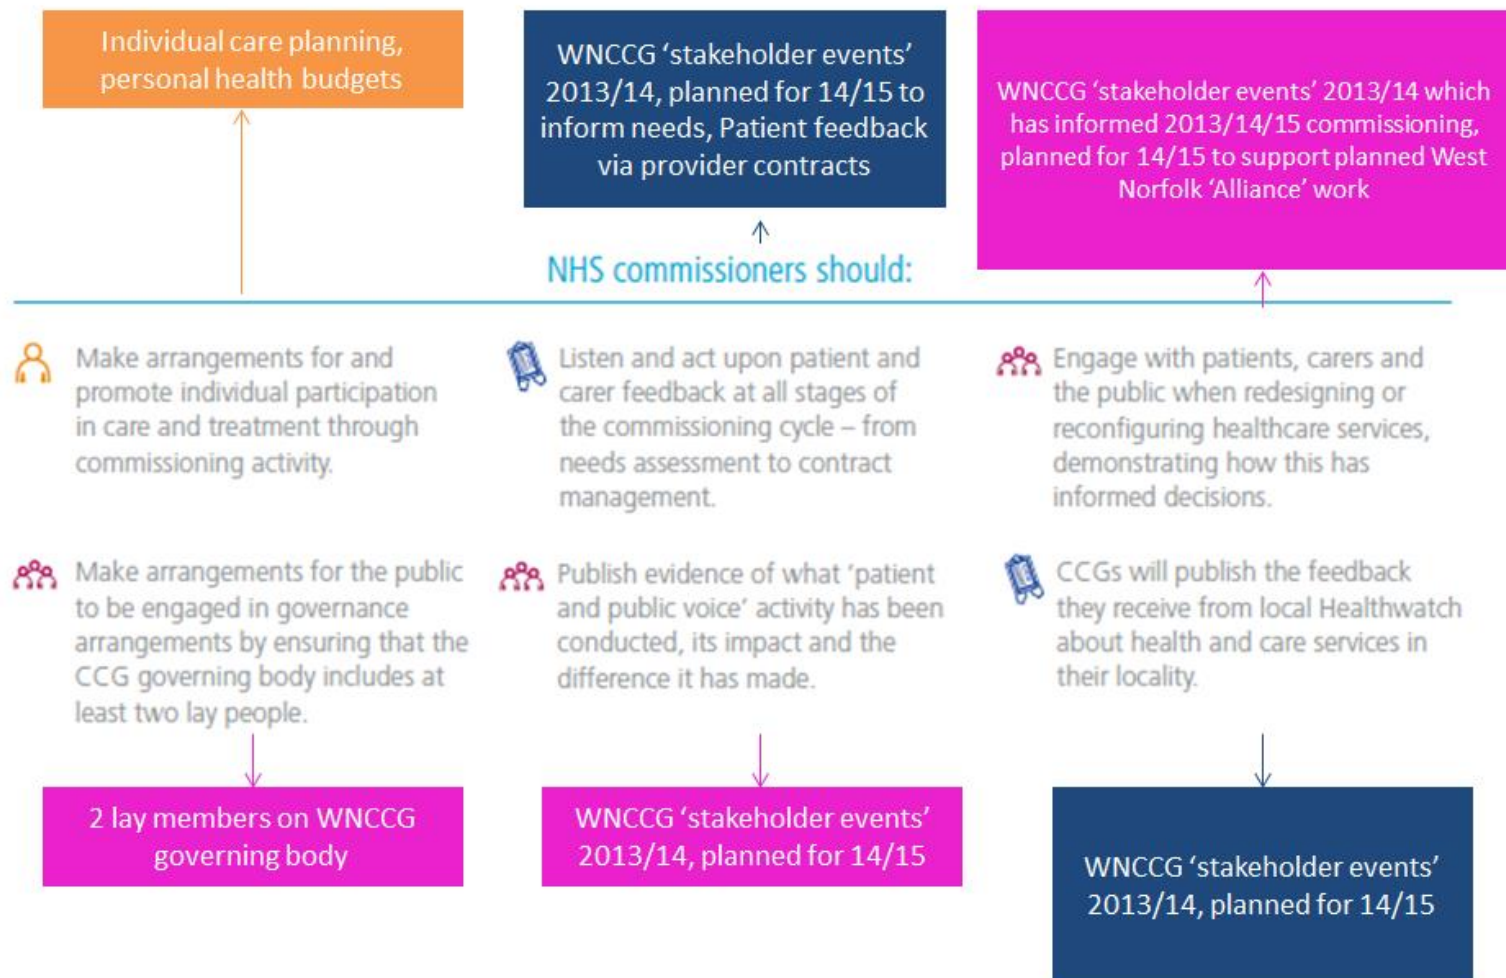 Individual care planning,
personal health budgets
WNCCG ‘stakeholder events’
2013/14, planned for 14/15 to
inform needs, Patient feedback
via provider contracts
WNCCG ‘stakeholder events’ 2013/14 which
has informed 2013/14/15 commissioning,
planned for 14/15 to support planned West
Norfolk ‘Alliance’ work
NHS commissioners should:
Make arrangements for and
promote individual participation
in care and treatment through
commissioning activity.
Listen and act upon patient and
carer feedback at all stages of
the commissioning cycle – from
needs assessment to contract
management.
Engage with patients, carers and
the public when redesigning or
reconfiguring healthcare services,
demonstrating how this has
informed decisions.
Make arrangements for the public
to be engaged in governance
arrangements by ensuring that the
CCG governing body includes at
least two lay people.
Publish evidence of what ‘patient
and public voice’ activity has been
conducted, its impact and the
difference it has made.
CCGs will publish the feedback
they receive from local Healthwatch
about health and care services in
their locality.
2 lay members on WNCCG
governing body
WNCCG ‘stakeholder events’
2013/14, planned for 14/15
WNCCG ‘stakeholder events’
2013/14, planned for 14/15